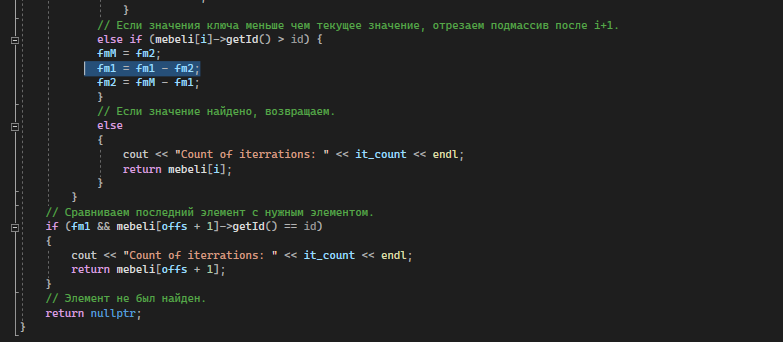 }
// Если значения ключа меньше чем текущее значение, отрезаем подмассив после i+1.
else if (mebeli[i]->getId() > id) {
fmM = fm2;
fm1 = fm1 - fm2;
fm2 = fmM - fm1;
}
// Если значение найдено, возвращаем.
else
{
cout << "Count of iterrations: " << it_count << endl;
return mebeli[i];
}
}
// Сравниваем последний элемент с нужным элементом.
if (fm1 && mebeli[offs + 1]->getId() == id)
{
cout << "Count of iterrations: " << it_count << endl;
return mebeli[offs + 1];
}
// Элемент не был найден.
return nullptr;
}